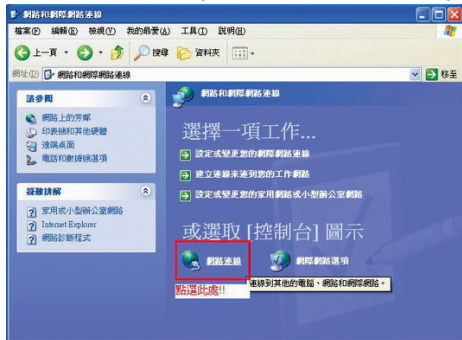 網路和網際網路連線
檔案(F) 編輯(E) 檢視(V) 我的最愛(A) 工具(T) 說明(H)
上一頁 搜尋 資料夾
網址(D) 網路和網際網路連線 移至
請參閱
網路上的芳鄰
印表機和其他硬體
遠端桌面
電話和數據機選項
疑難排解
家用或小型辦公室網路
Internet Explorer
網路診斷程式
網路和網際網路連線
選擇一項工作...
設定或變更您的網際網路連線
建立連線來連到您的工作網路
設定或變更您的家用網路或小型辦公室網路
或選取 [控制台] 圖示
網路連線 網際網路選項
點選此處!!
連線到其他的電腦、網路和網際網路。